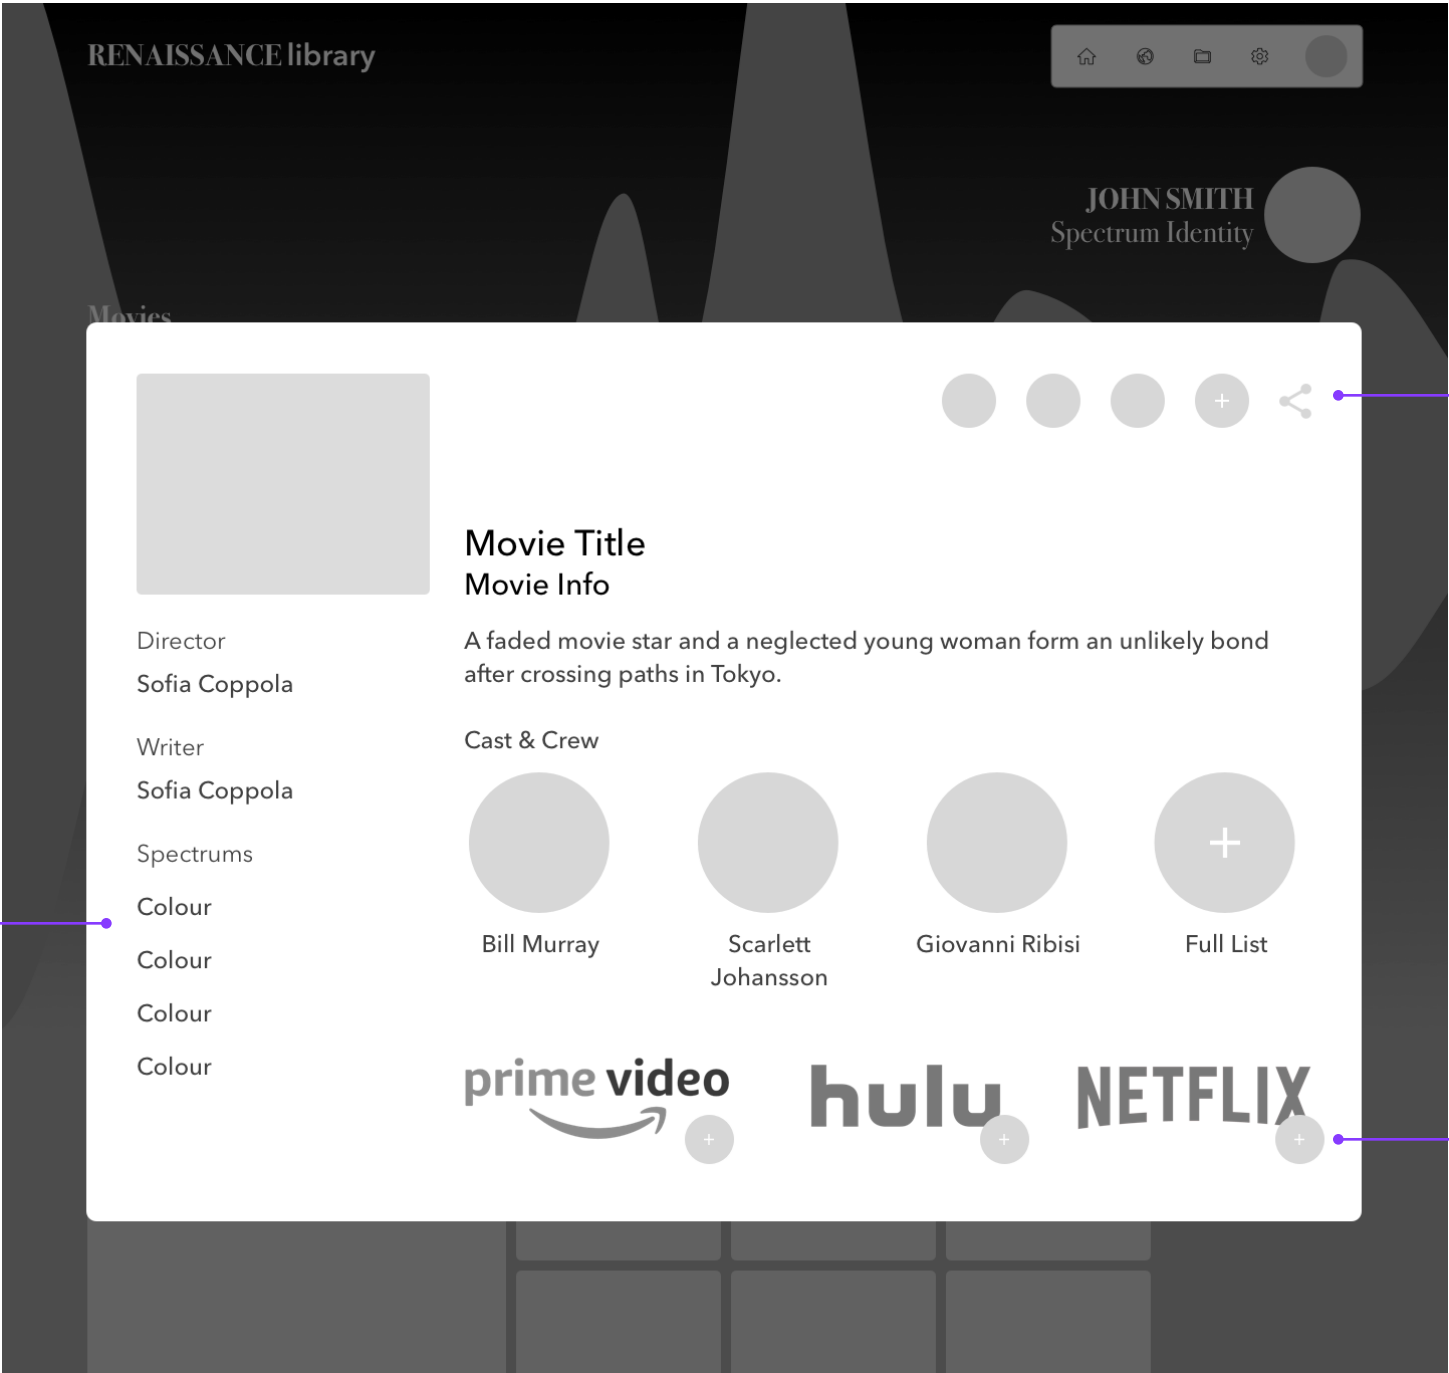 RENAISSANCE library
JOHN SMITH
Spectrum Identity
Movies
Movie Title
Movie Info
A faded movie star and a neglected young woman form an unlikely bond
after crossing paths in Tokyo.
Director
Sofia Coppola
Writer
Sofia Coppola
Spectrums
Colour
Colour
Colour
Colour
Cast & Crew
Bill Murray
Scarlett
Johansson
Giovanni Ribisi
Full List
prime video
hulu
NETFLIX